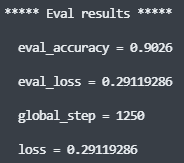 ***** Eval results *****
eval_accuracy = 0.9026
eval_loss = 0.29119286
global_step = 1250
loss = 0.29119286